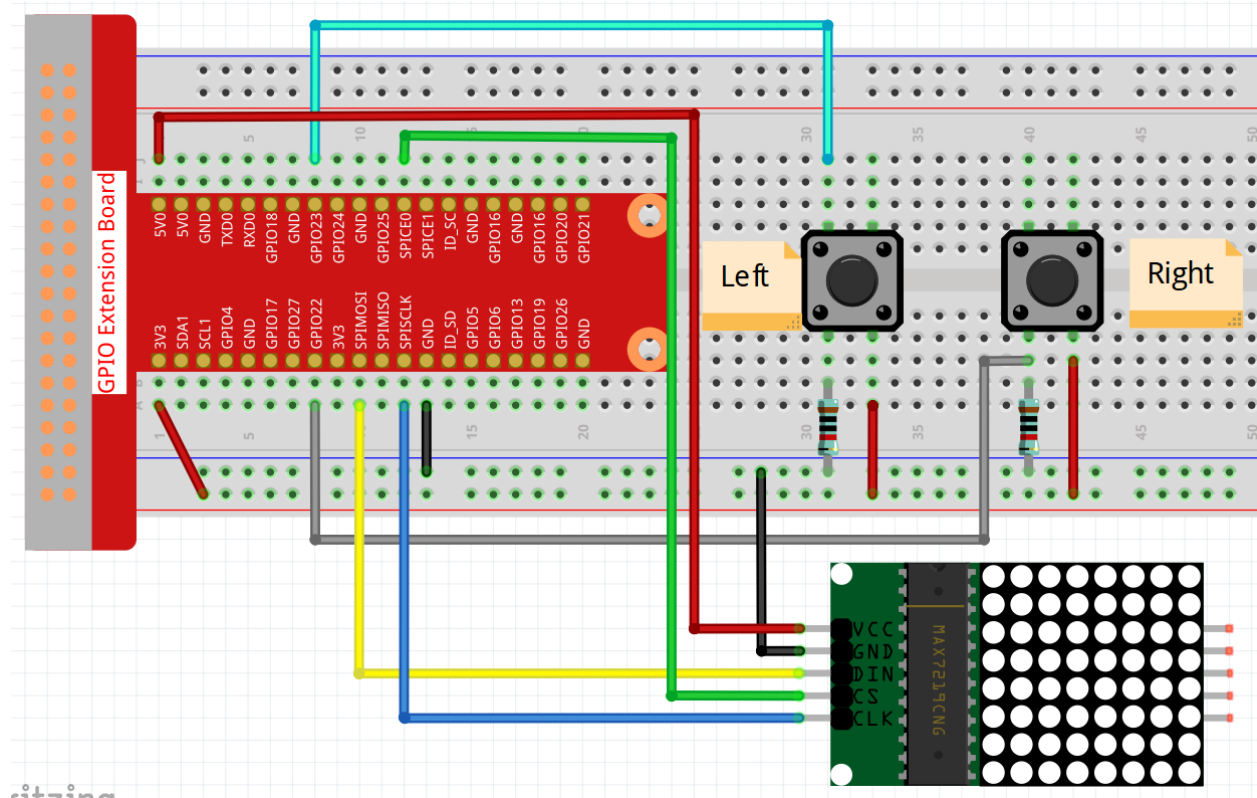 5 10 5 0 30 35 40 45 50
J
I
GPIO Extension Board
5V0 5V0 GND TXD0 RXD0 GPIO18 GND GPIO23 GPIO24 GND GPIO25 SPICE0 SPICE1 ID_SC GND GPIO16 GND GPIO16 GPIO20 GPIO21
Left
Right
3V3 SDA1 SCL1 GPIO4 GND GPIO17 GPIO27 GPIO22 3V3 SPIMOSI SPIMISO SPISCLK GND ID_SD GPIO5 GPIO6 GPIO13 GPIO19 GPIO26 GND
B
A
1 5 15 20 30 35 40 45 50
VCC
GND
DIN
CS
CLK
MAX7219CNG